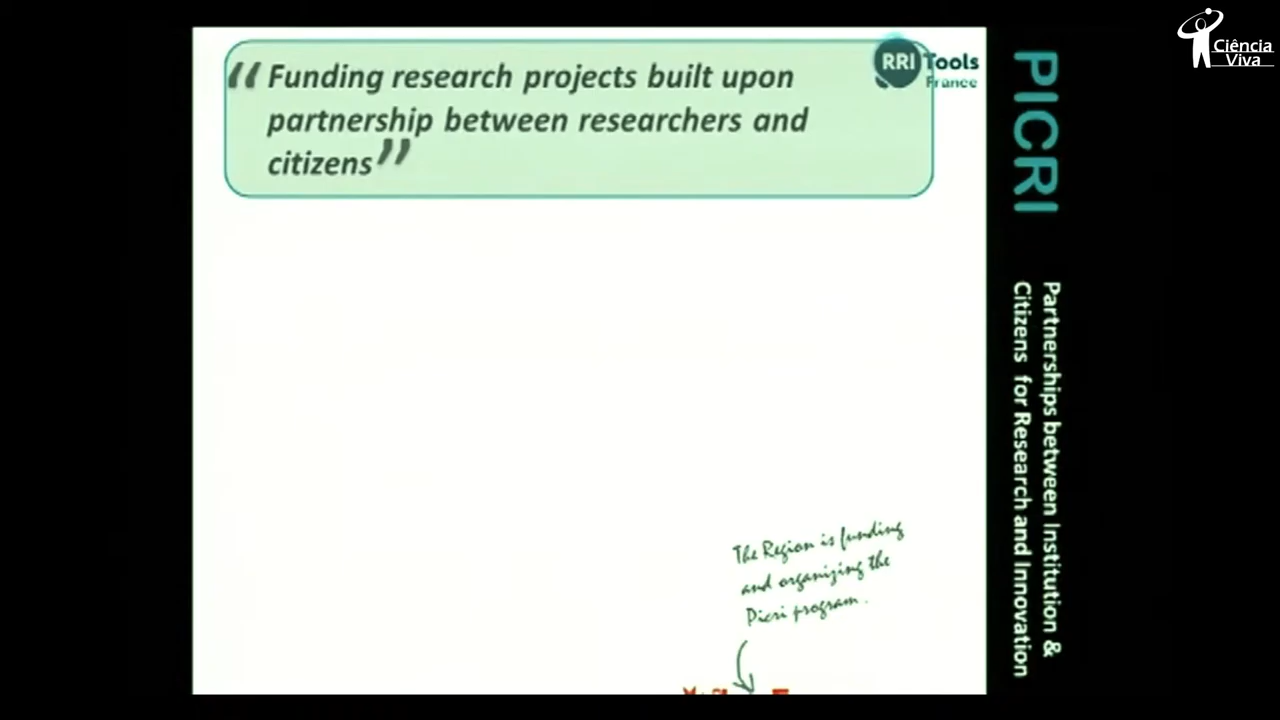 “Funding research projects built upon
partnership between researchers and
citizens”
RRI Tools
France
PICRI
Partnerships between Institution &
Citizens for Research and Innovation
Ciência
Viva
The Region is funding
and organizing the
Picri program.